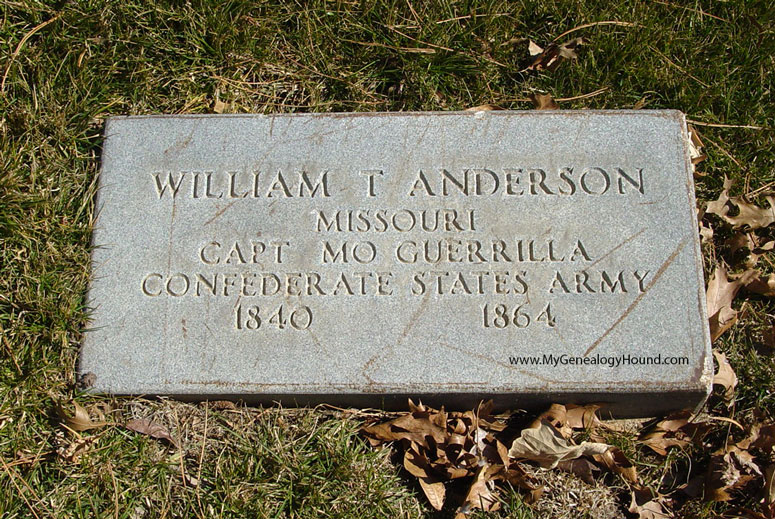 WILLIAM T ANDERSON
MISSOURI
CAPT MO GUERRILLA
CONFEDERATE STATES ARMY
1840 1864
www.MyGenealogyHound.com